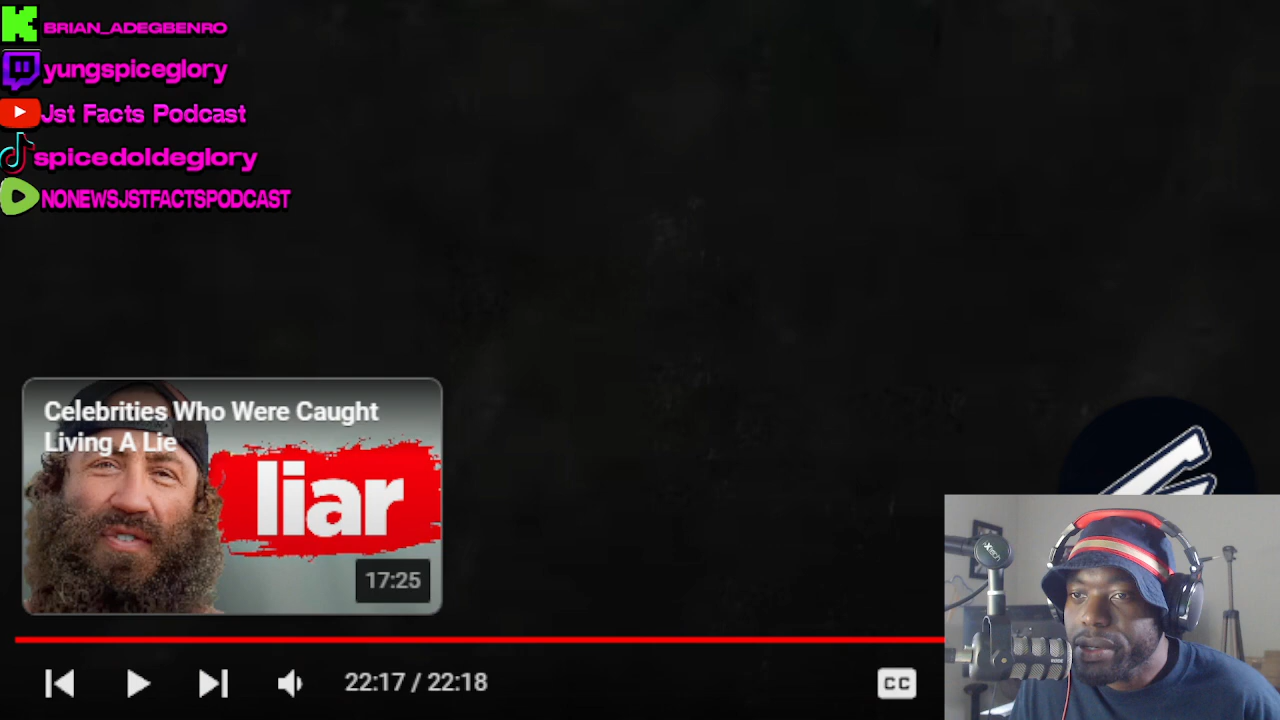 BRIAN_ADEGBENRO
yungspiceglory
Jst Facts Podcast
spicedoldeglory
NONEWSJSTFACTSPODCAST
Celebrities Who Were Caught
Living A Lie
liar
17:25
22:17 / 22:18
CC